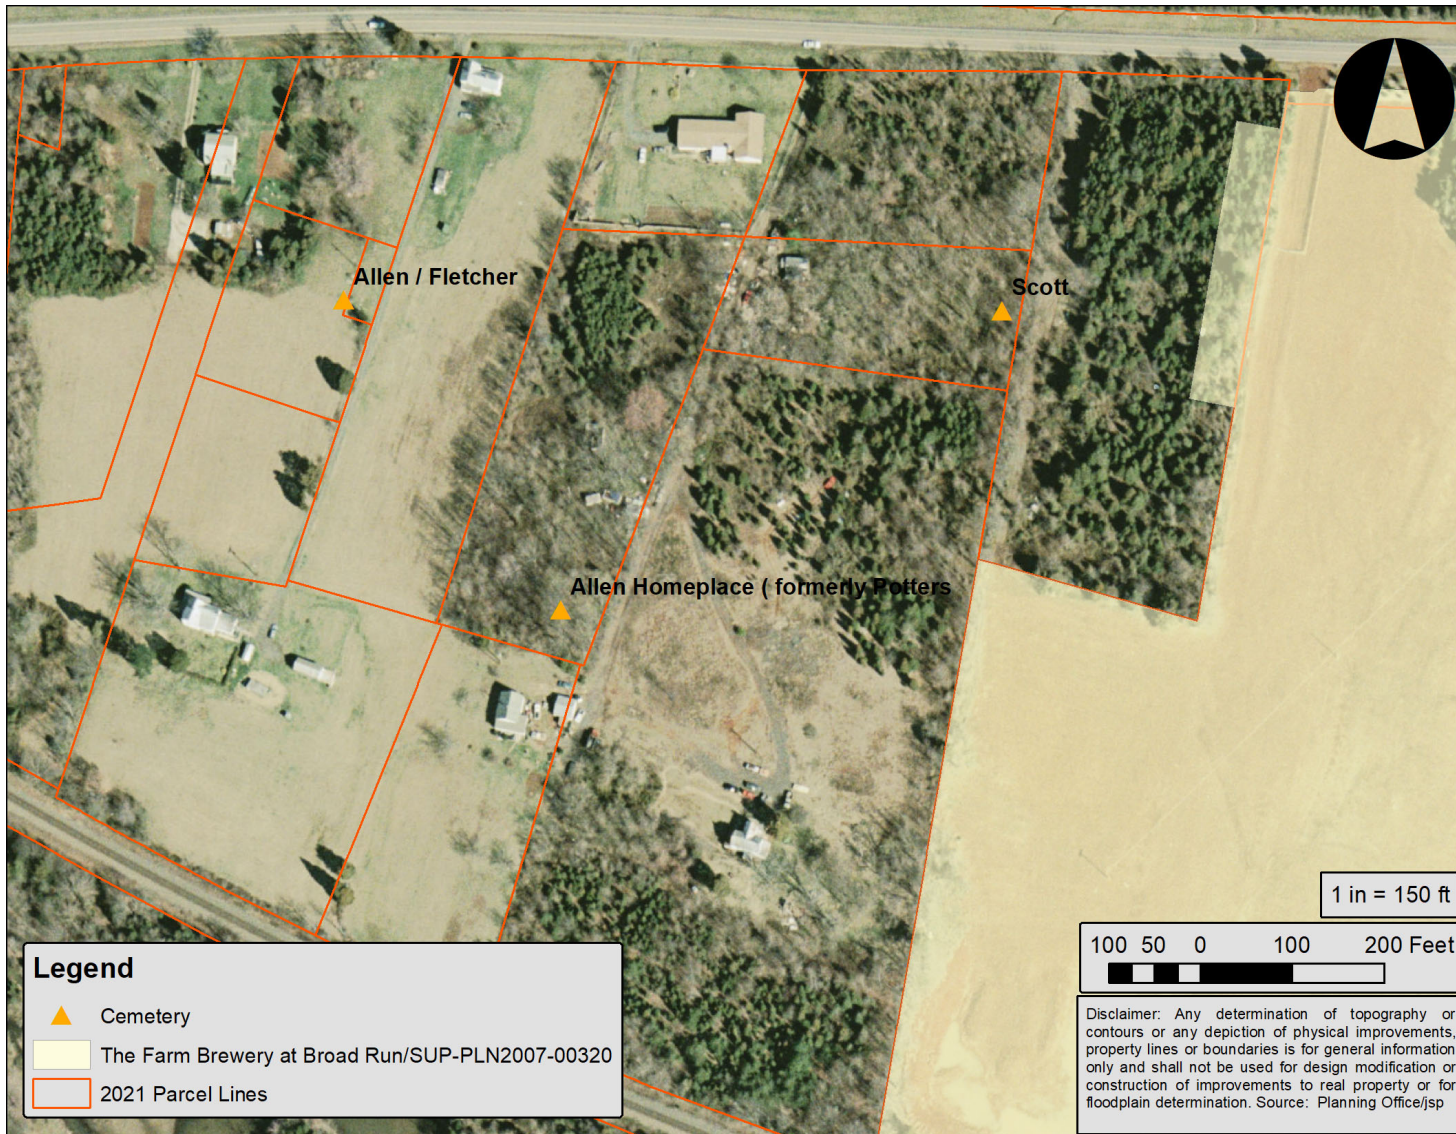 Allen / Fletcher
Scott
Allen Homeplace ( formerly Potters
1 in = 150 ft
100 50 0 100 200 Feet
Legend
Cemetery
The Farm Brewery at Broad Run/SUP-PLN2007-00320
2021 Parcel Lines
Disclaimer: Any determination of topography or
contours or any depiction of physical improvements,
property lines or boundaries is for general information
only and shall not be used for design modification or
construction of improvements to real property or for
floodplain determination. Source: Planning Office/jsp